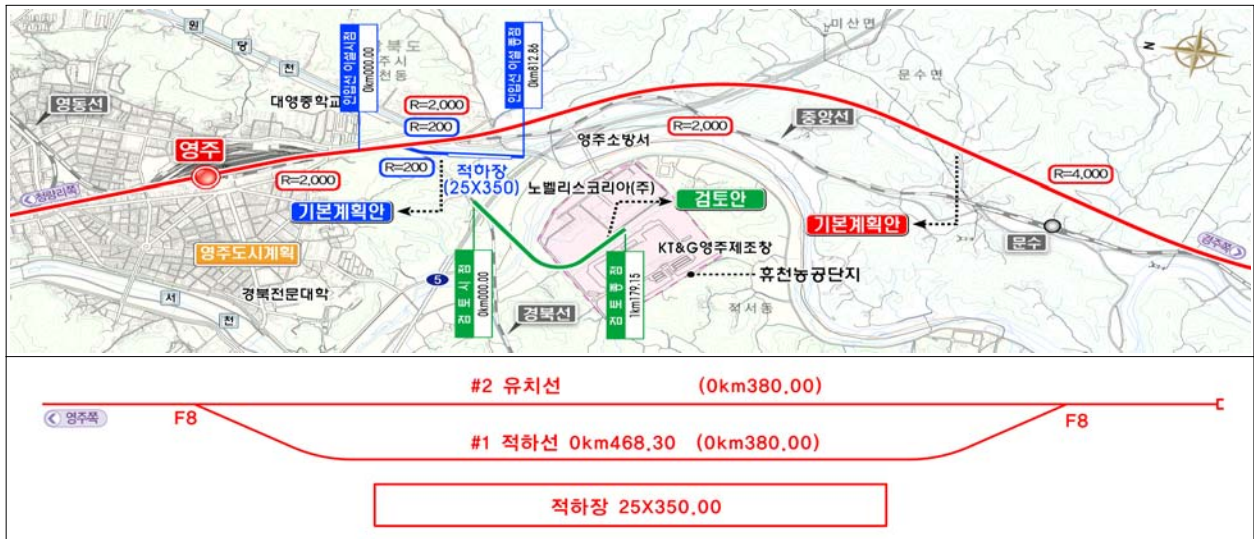 원
당
천
경북도
영주시
휴천동
미산면
문수면
N
대영중학교
인입선 이설시점
0km000.00
인입선 이설 종점
0km812.86
영동선
R=2,000
R=200
R=2,000
중앙선
영주
영주소방서
R=200
R=2,000
적하장
(25X350)
노벨리스코리아(주)
R=4,000
청량리쪽
기본계획안
검토안
기본계획안
문수
영주도시계획
KT&G영주제조창
경주쪽
휴천농공단지
경북전문대학
5
검토시점
0km000.00
검토종점
1km179.15
서
천
경북선
적서동
#2 유치선 (0km380.00)
영주쪽
F8
F8
#1 적하선 0km468.30 (0km380.00)
적하장 25X350.00